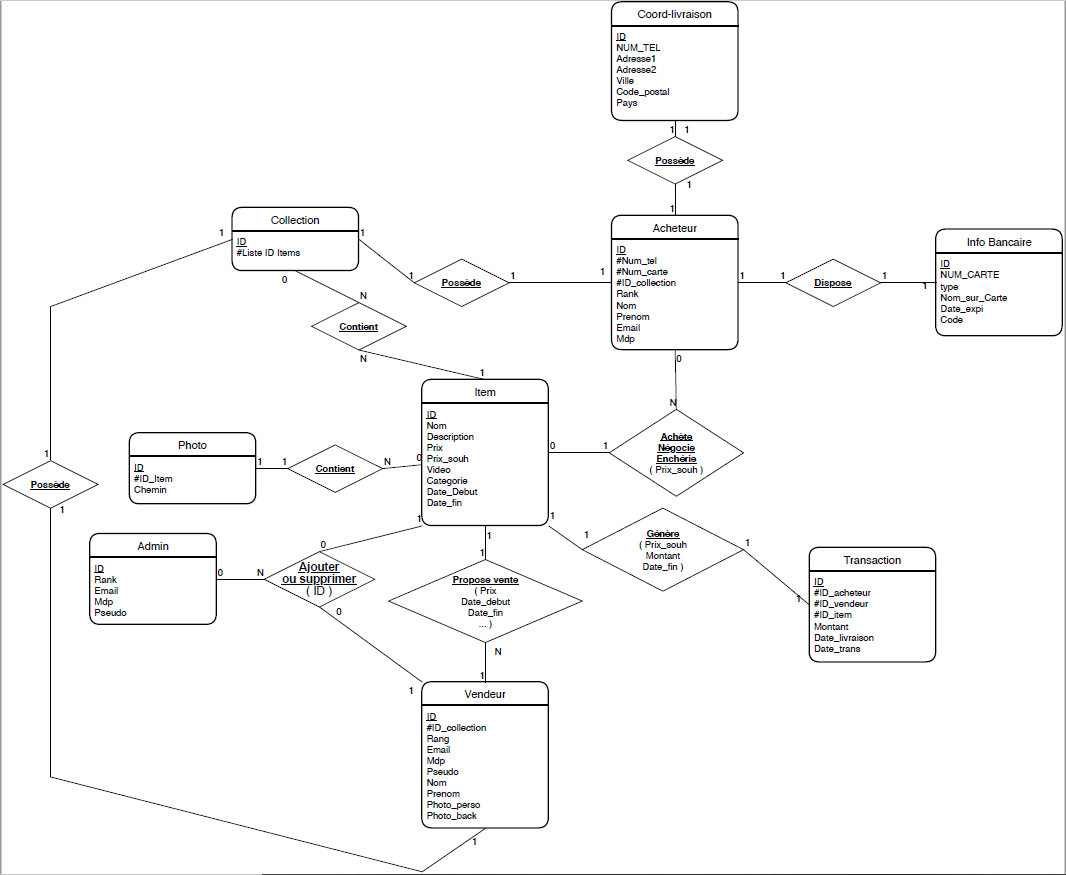 Coord-livraison
ID
NUM_TEL
Adresse1
Adresse2
Ville
Code_postal
Pays
1 1
Possède
1
1
Collection
ID
#Liste ID Items
1
1
0
Acheteur
ID
#Num_tel
#Num_carte
#ID_collection
Rank
Nom
Prenom
Email
Mdp
Info Bancaire
ID
NUM_CARTE
type
Nom_sur_Carte
Date_expi
Code
1
Possède
1
1
1
1
Dispose
1
1
N
Contient
N
1
0
N
Item
ID
Nom
Description
Prix
Prix_souh
Video
Categorie
Date_Debut
Date_fin
Achète
Négocie
Enchérie
( Prix_souh )
0
1
Photo
ID
#ID_Item
Chemin
1
1
Contient
N
0
1
Possède
1
1
1
1
Génère
( Prix_souh
Montant
Date_fin )
1
1
1
Transaction
ID
#ID_acheteur
#ID_vendeur
#ID_item
Montant
Date_livraison
Date_trans
Admin
ID
Rank
Email
Mdp
Pseudo
0
N
0
Ajouter
ou supprimer
( ID )
0
1
1
Propose vente
( Prix
Date_debut
Date_fin
... )
N
1
Vendeur
ID
#ID_collection
Rang
Email
Mdp
Pseudo
Nom
Prenom
Photo_perso
Photo_back
1